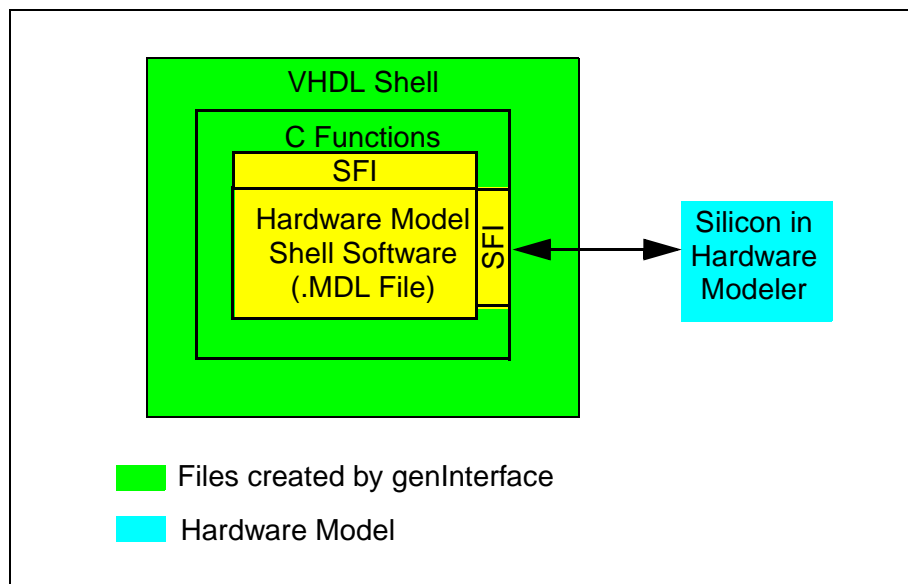 VHDL Shell
C Functions
SFI
Hardware Model
Shell Software
(.MDL File)
SFI
Silicon in
Hardware
Modeler
Files created by genInterface
Hardware Model